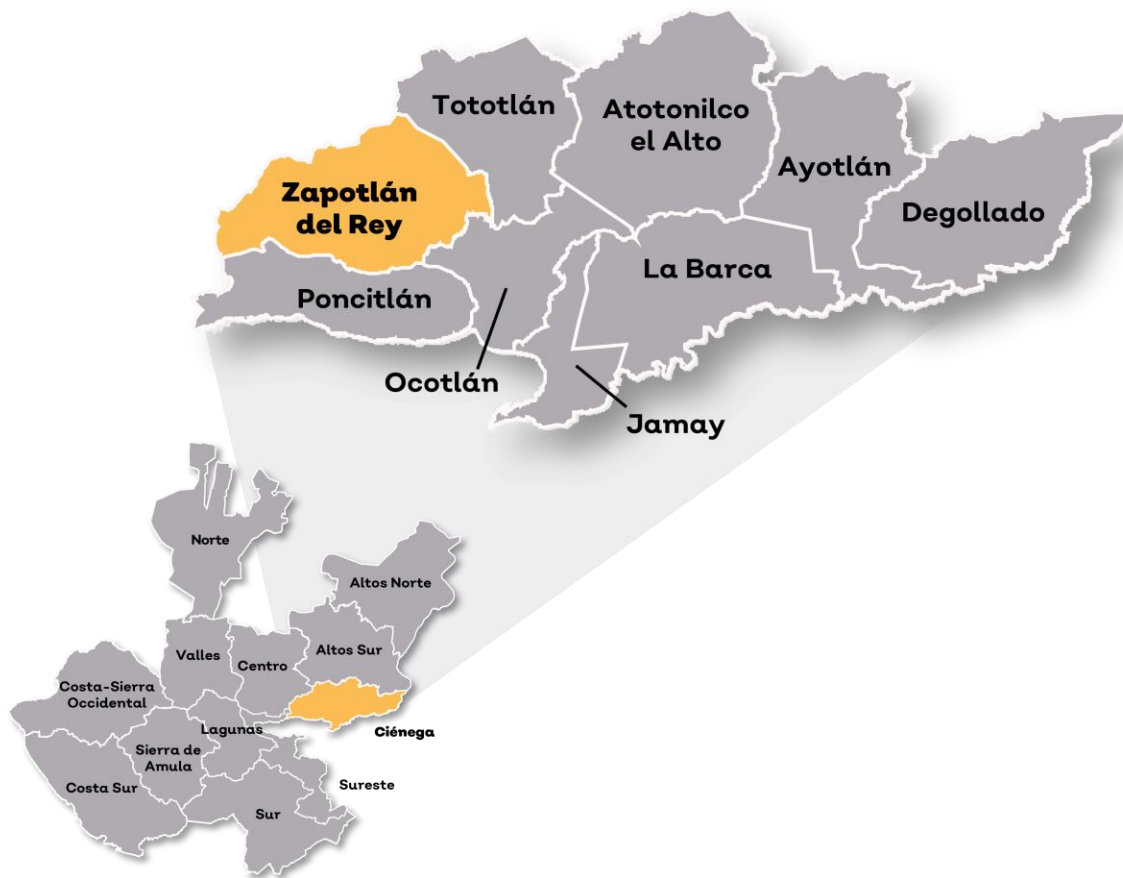 Tototlán
Atotonilco
el Alto
Ayotlán
Zapotlán
del Rey
Degollado
La Barca
Poncitlán
Ocotlán
Jamay
Norte
Altos Norte
Valles
Centro
Altos Sur
Costa-Sierra
Occidental
Lagunas
Ciénega
Sierra de
Amula
Costa Sur
Sureste
Sur